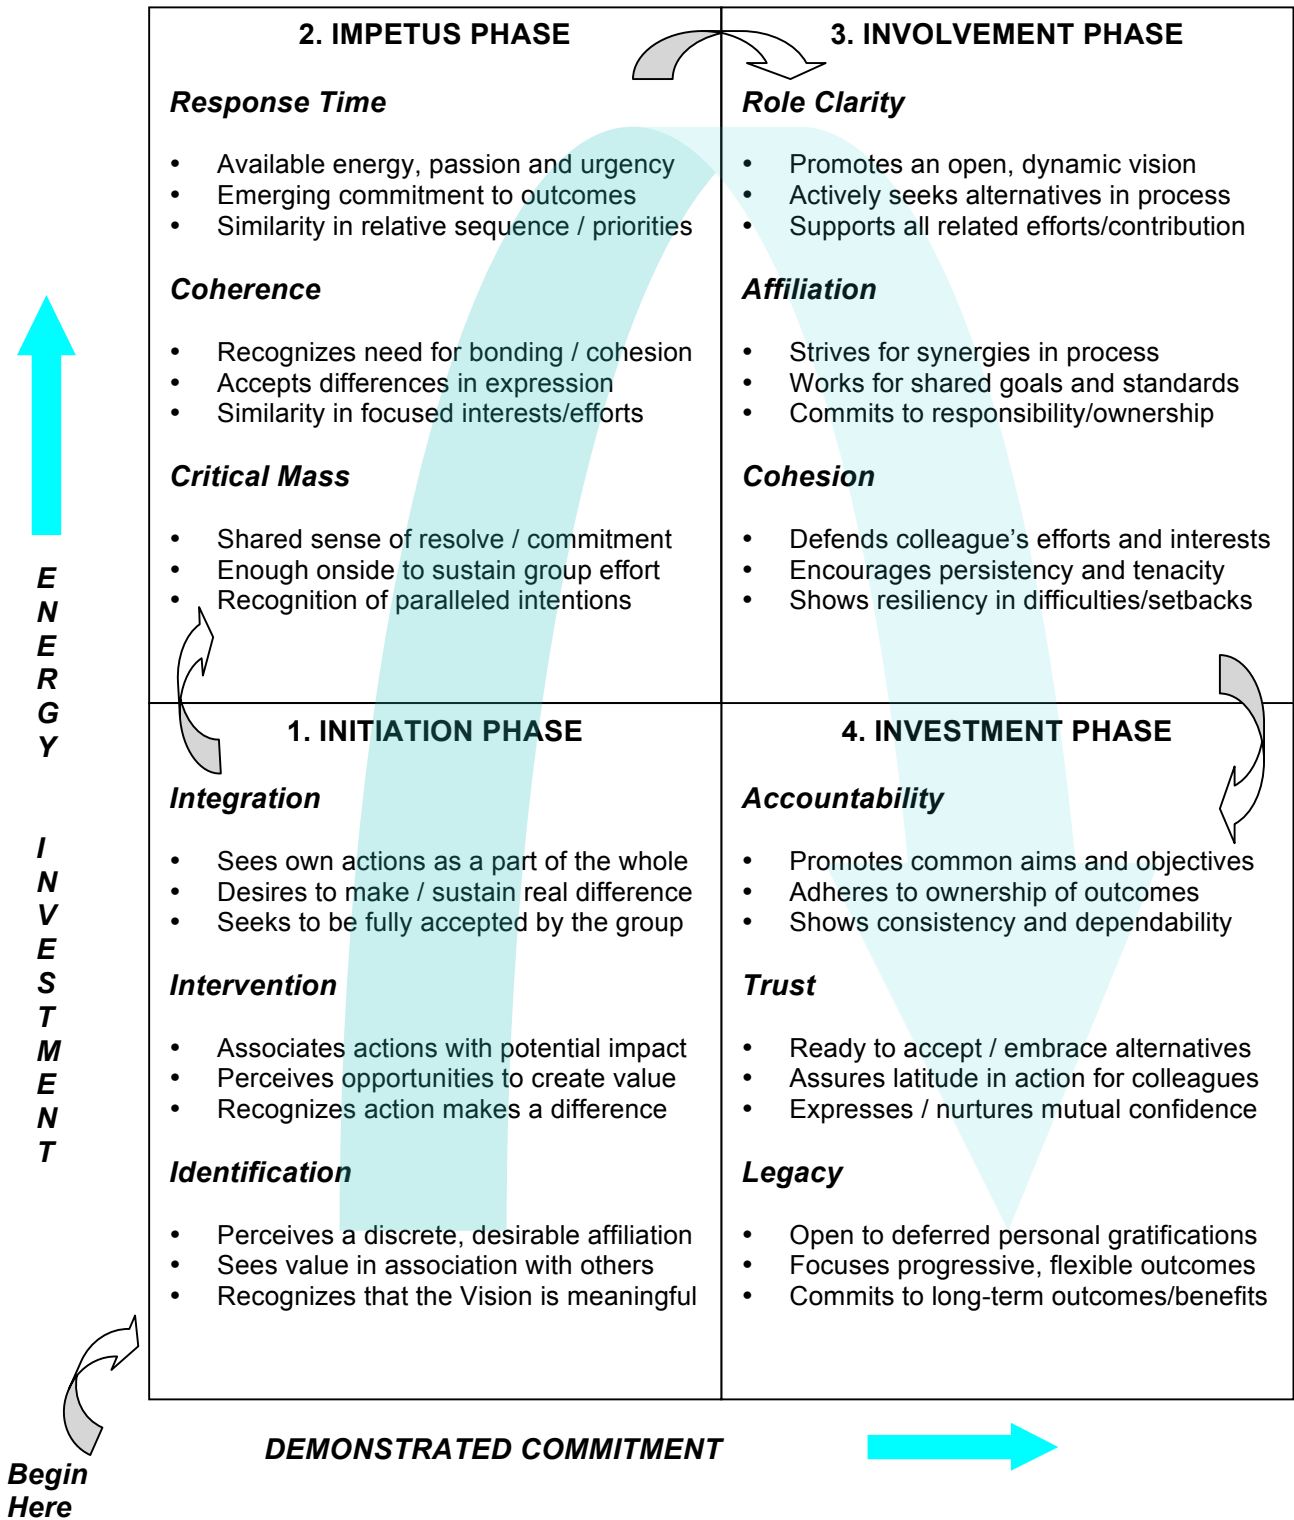 2. IMPETUS PHASE
Response Time
• Available energy, passion and urgency
• Emerging commitment to outcomes
• Similarity in relative sequence / priorities
Coherence
• Recognizes need for bonding / cohesion
• Accepts differences in expression
• Similarity in focused interests/efforts
Critical Mass
• Shared sense of resolve / commitment
• Enough onside to sustain group effort
• Recognition of paralleled intentions
3. INVOLVEMENT PHASE
Role Clarity
• Promotes an open, dynamic vision
• Actively seeks alternatives in process
• Supports all related efforts/contribution
Affiliation
• Strives for synergies in process
• Works for shared goals and standards
• Commits to responsibility/ownership
Cohesion
• Defends colleague’s efforts and interests
• Encourages persistency and tenacity
• Shows resiliency in difficulties/setbacks
ENERGY INVESTMENT
1. INITIATION PHASE
Integration
• Sees own actions as a part of the whole
• Desires to make / sustain real difference
• Seeks to be fully accepted by the group
Intervention
• Associates actions with potential impact
• Perceives opportunities to create value
• Recognizes action makes a difference
Identification
• Perceives a discrete, desirable affiliation
• Sees value in association with others
• Recognizes that the Vision is meaningful
4. INVESTMENT PHASE
Accountability
• Promotes common aims and objectives
• Adheres to ownership of outcomes
• Shows consistency and dependability
Trust
• Ready to accept / embrace alternatives
• Assures latitude in action for colleagues
• Expresses / nurtures mutual confidence
Legacy
• Open to deferred personal gratifications
• Focuses progressive, flexible outcomes
• Commits to long-term outcomes/benefits
DEMONSTRATED COMMITMENT
Begin
Here